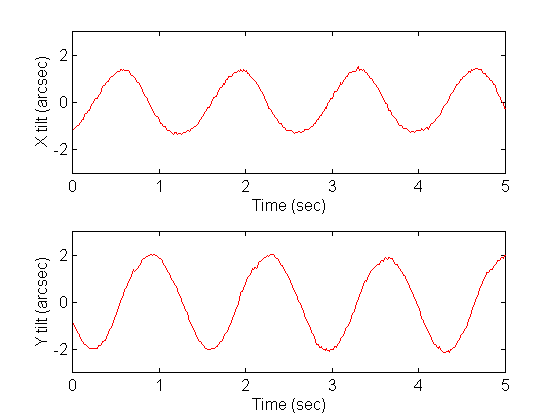 X tilt (arcsec)
2
0
-2
0 1 2 3 4 5
Time (sec)
Y tilt (arcsec)
2
0
-2
0 1 2 3 4 5
Time (sec)